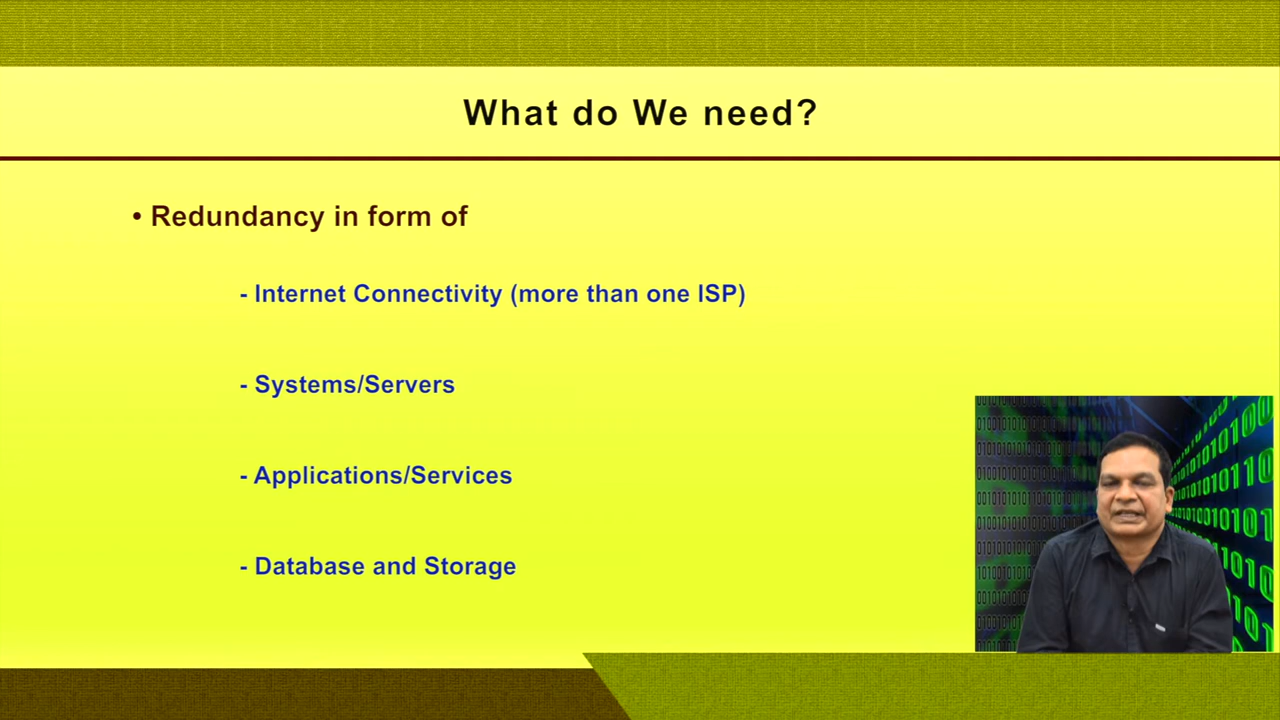 What do We need?
• Redundancy in form of
- Internet Connectivity (more than one ISP)
- Systems/Servers
- Applications/Services
- Database and Storage